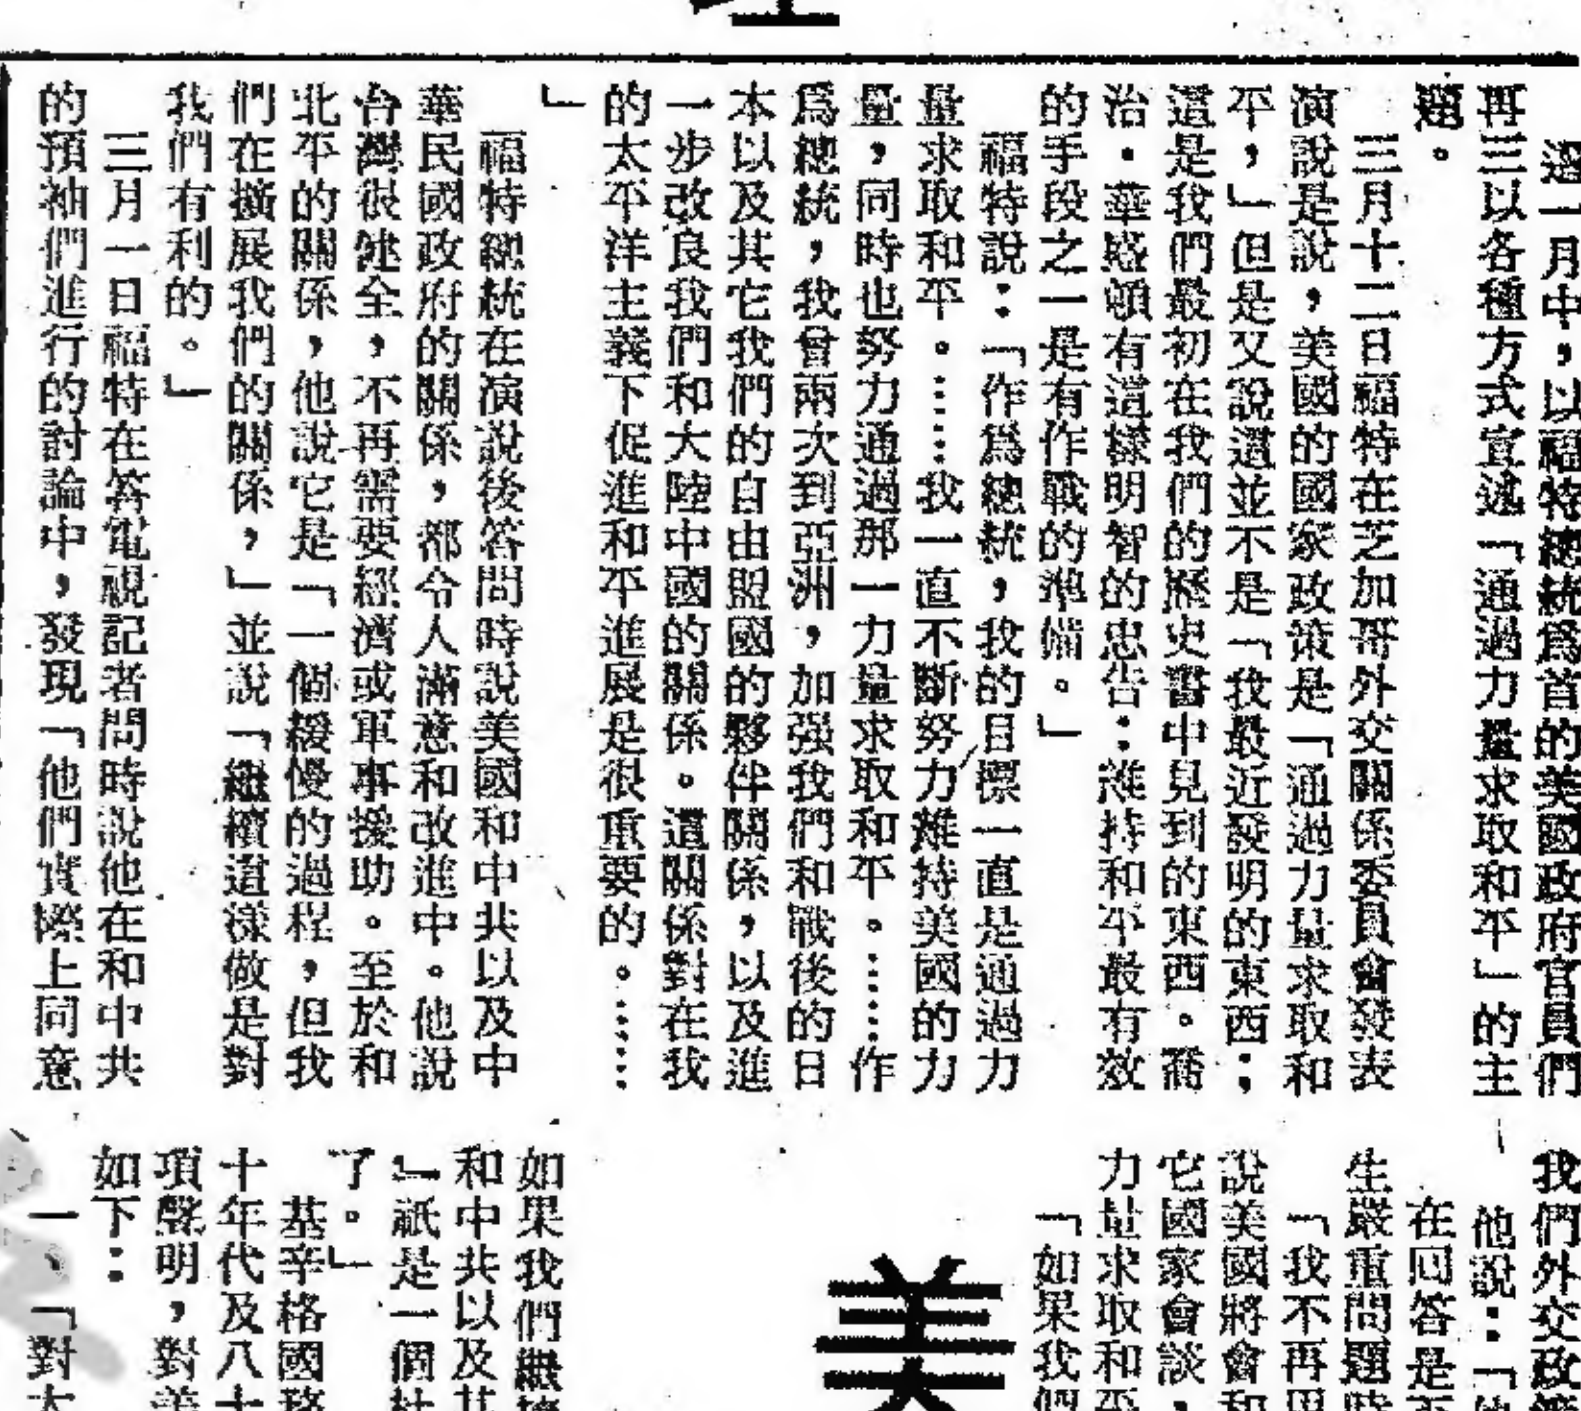 這一月中，以福特總統爲首的美國政府官員們
再三以各種方式宣述「通過力量求取和平」的主
題。
三月十二日福特在芝加哥外交關係委員會發表
演說是說，美國的國家政策是「通過力量求取和
平，」但是又說這並不是「我最近發明的東西；
這是我們最初在我們的歷史書中見到的東西。喬
治・華盛頓有這樣明智的忠告：維持和平最有效
的手段之一是有作戰的準備。」
福特說：「作爲總統，我的目標一直是通過力
量求取和平。……我一直不斷努力維持美國的力
量，同時也努力通過那一力量求取和平。……作
爲總統，我曾兩次到亞洲，加强我們和戰後的日
本以及其它我們的自由盟國的夥伴關係，以及進
一步改良我們和大陸中國的關係。這關係對在我
的太平洋主義下促進和平進展是很重要的。……
」
福特總統在演說後答問時說美國和中共以及中
華民國政府的關係，都令人滿意和改進中。他說
台灣很健全，不再需要經濟或軍事援助。至於和
北平的關係，他說它是「一個緩慢的過程，但我
們在擴展我們的關係，」並說「繼續這樣做是對
我們有利的。」
三月一日福特在答電視記者問時說他在和中共
的預袖們進行的討論中，發現「他們實際上同意
我們外交政策
他說：「他
在回答是否
生嚴重問題時
「我不再用
說美國將會和
它國家會談，
力量求取和平
「如果我們
美
如果我們繼續
和中共以及其
」祇是一個
了。」
基辛格國務
十年代及八十
項聲明，對美
如下：
一、「對